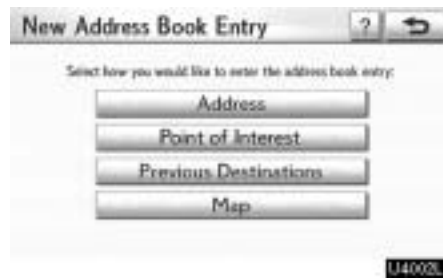 New Address Book Entry ?
Select how you would like to enter the address book entry:
Address
Point of Interest
Previous Destinations
Map
U4002L